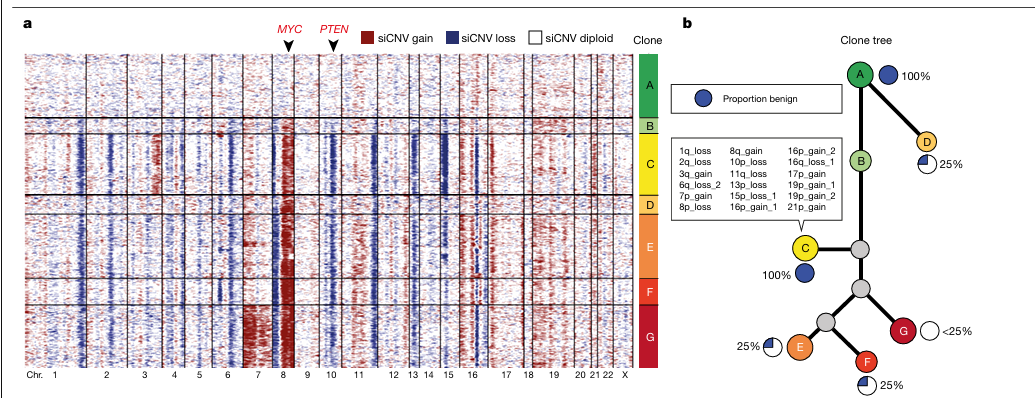 a
MYC PTEN
siCNV gain siCNV loss siCNV diploid Clone
A
B
C
D
E
F
G
Chr. 1 2 3 4 5 6 7 8 9 10 11 12 13 14 15 16 17 18 19 20 21 22 X
b
Clone tree
A 100%
Proportion benign
D
25%
B
1q_loss 8q_gain 16p_gain_2
2q_loss 10p_loss 16q_loss_1
3q_gain 11q_loss 17p_gain
6q_loss_2 13p_loss 19p_gain_1
7p_gain 15p_loss_1 19p_gain_2
8p_loss 16p_gain_1 21p_gain
C
100%
G <25%
25% E
F
25%